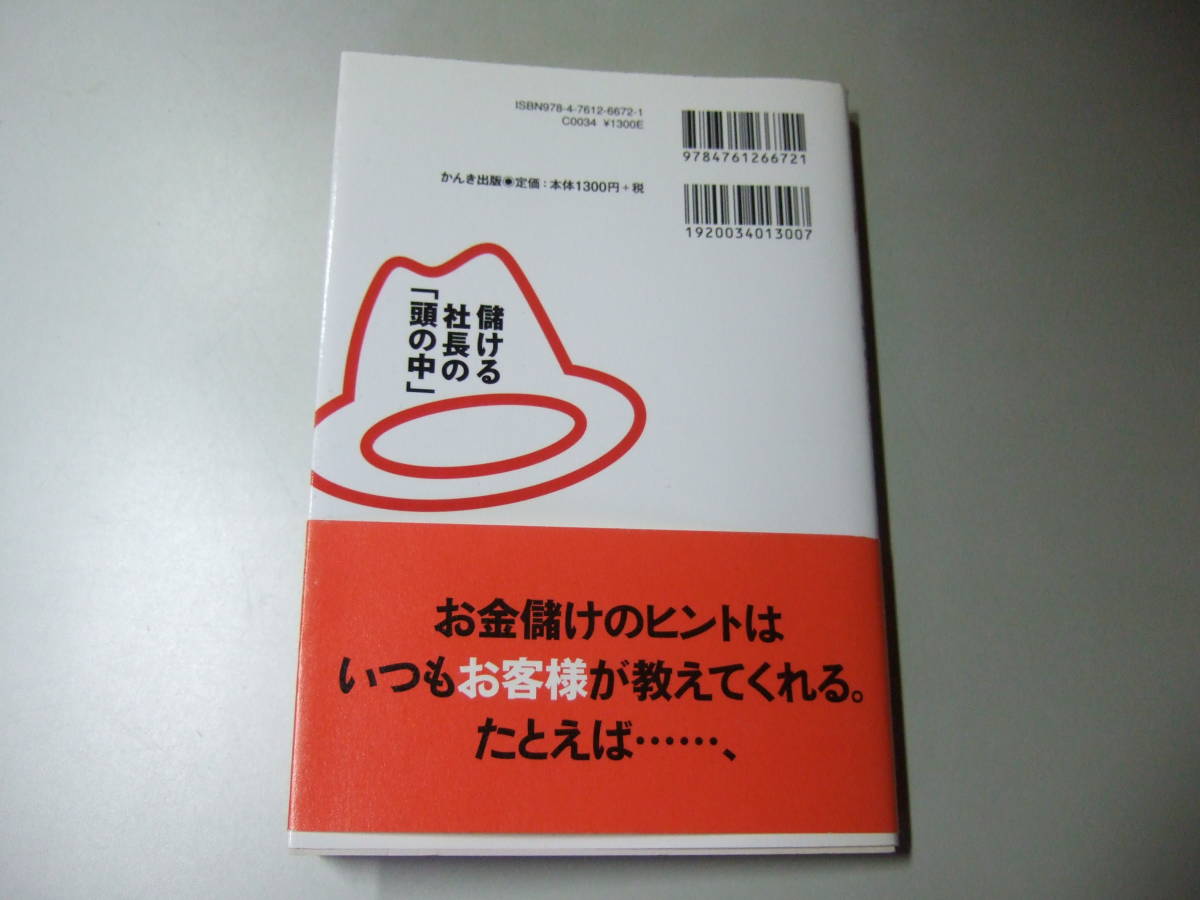 ISBN978-4-7612-6672-1
C0034 ¥1300E
9784761266721
かんき出版◉定価：本体1300円+税
1920034013007
儲ける
社長の
「頭の中」
お金儲けのヒントは
いつもお客様が教えてくれる。
たとえば……、